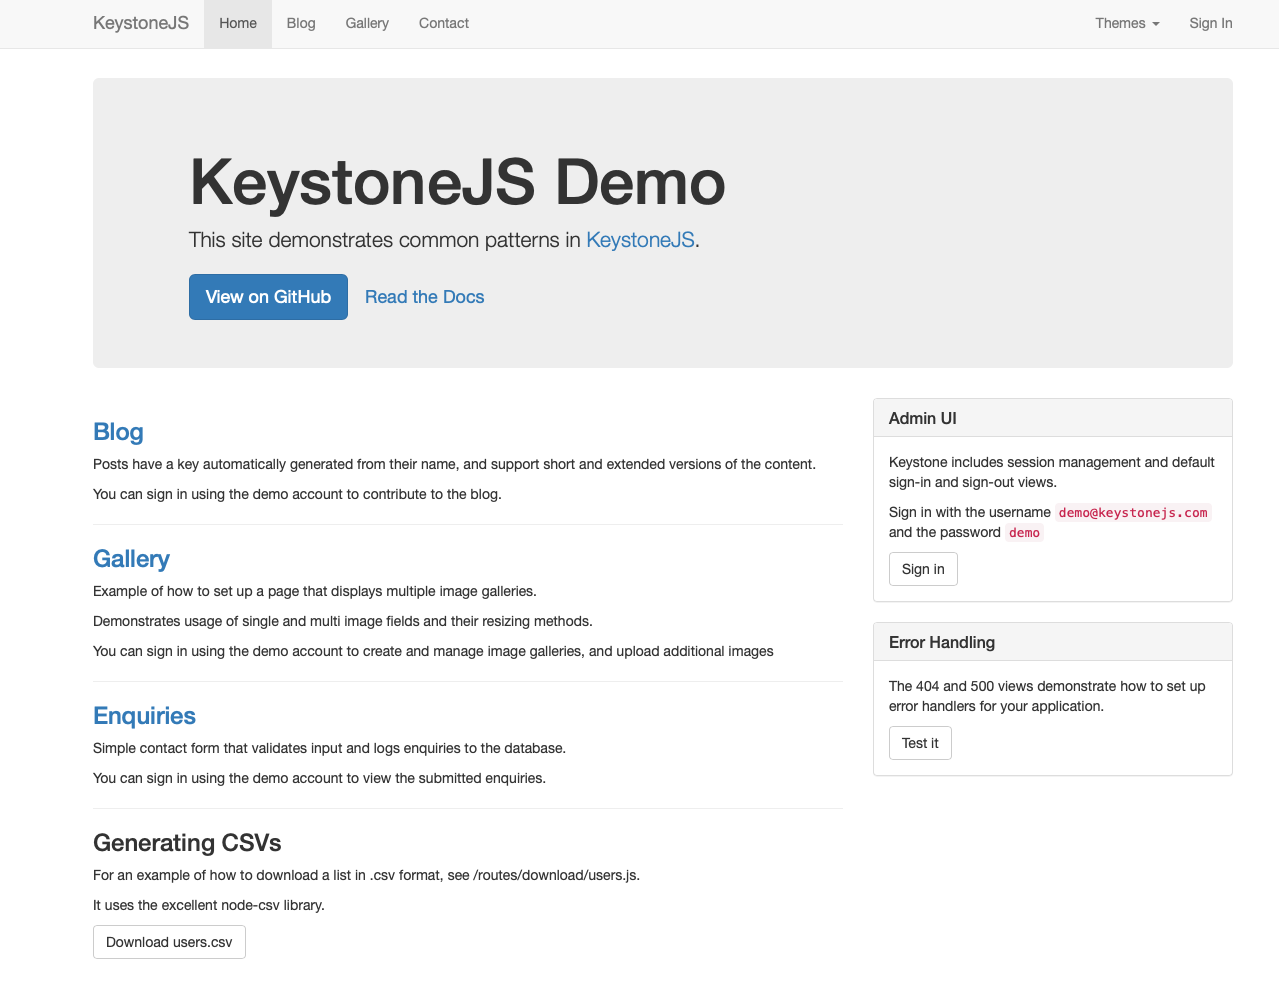 KeystoneJS Home Blog Gallery Contact Themes Sign In
KeystoneJS Demo
This site demonstrates common patterns in KeystoneJS.
View on GitHub Read the Docs
Blog
Posts have a key automatically generated from their name, and support short and extended versions of the content.
You can sign in using the demo account to contribute to the blog.
Gallery
Example of how to set up a page that displays multiple image galleries.
Demonstrates usage of single and multi image fields and their resizing methods.
You can sign in using the demo account to create and manage image galleries, and upload additional images
Enquiries
Simple contact form that validates input and logs enquiries to the database.
You can sign in using the demo account to view the submitted enquiries.
Generating CSVs
For an example of how to download a list in .csv format, see /routes/download/users.js.
It uses the excellent node-csv library.
Download users.csv
Admin UI
Keystone includes session management and default
sign-in and sign-out views.
Sign in with the username demo@keystonejs.com
and the password demo
Sign in
Error Handling
The 404 and 500 views demonstrate how to set up
error handlers for your application.
Test it